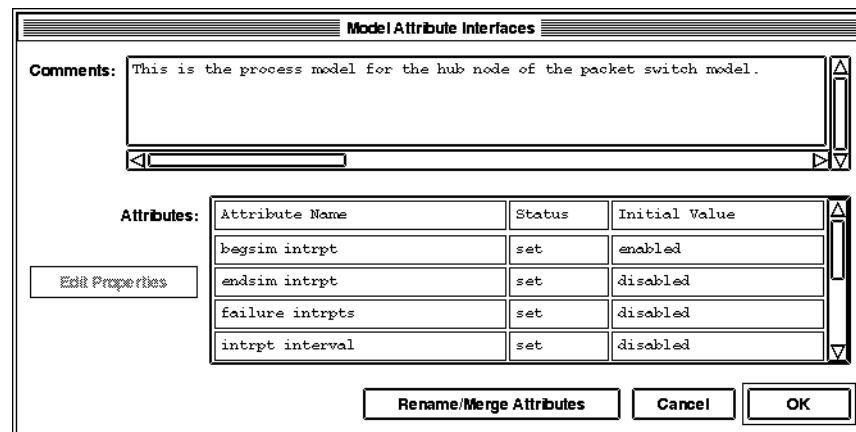 Model Attribute Interfaces
Comments: This is the process model for the hub node of the packet switch model.
Attributes: Attribute Name Status Initial Value
begsim intrpt set enabled
Edit Properties
endsim intrpt set disabled
failure intrpts set disabled
intrpt interval set disabled
Rename/Merge Attributes Cancel OK